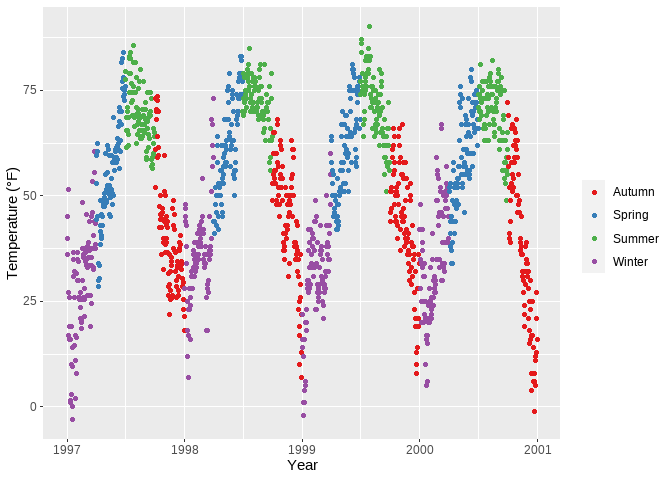 Temperature (°F)
75
50
25
0
1997
1998
1999
2000
2001
Year
Autumn
Spring
Summer
Winter